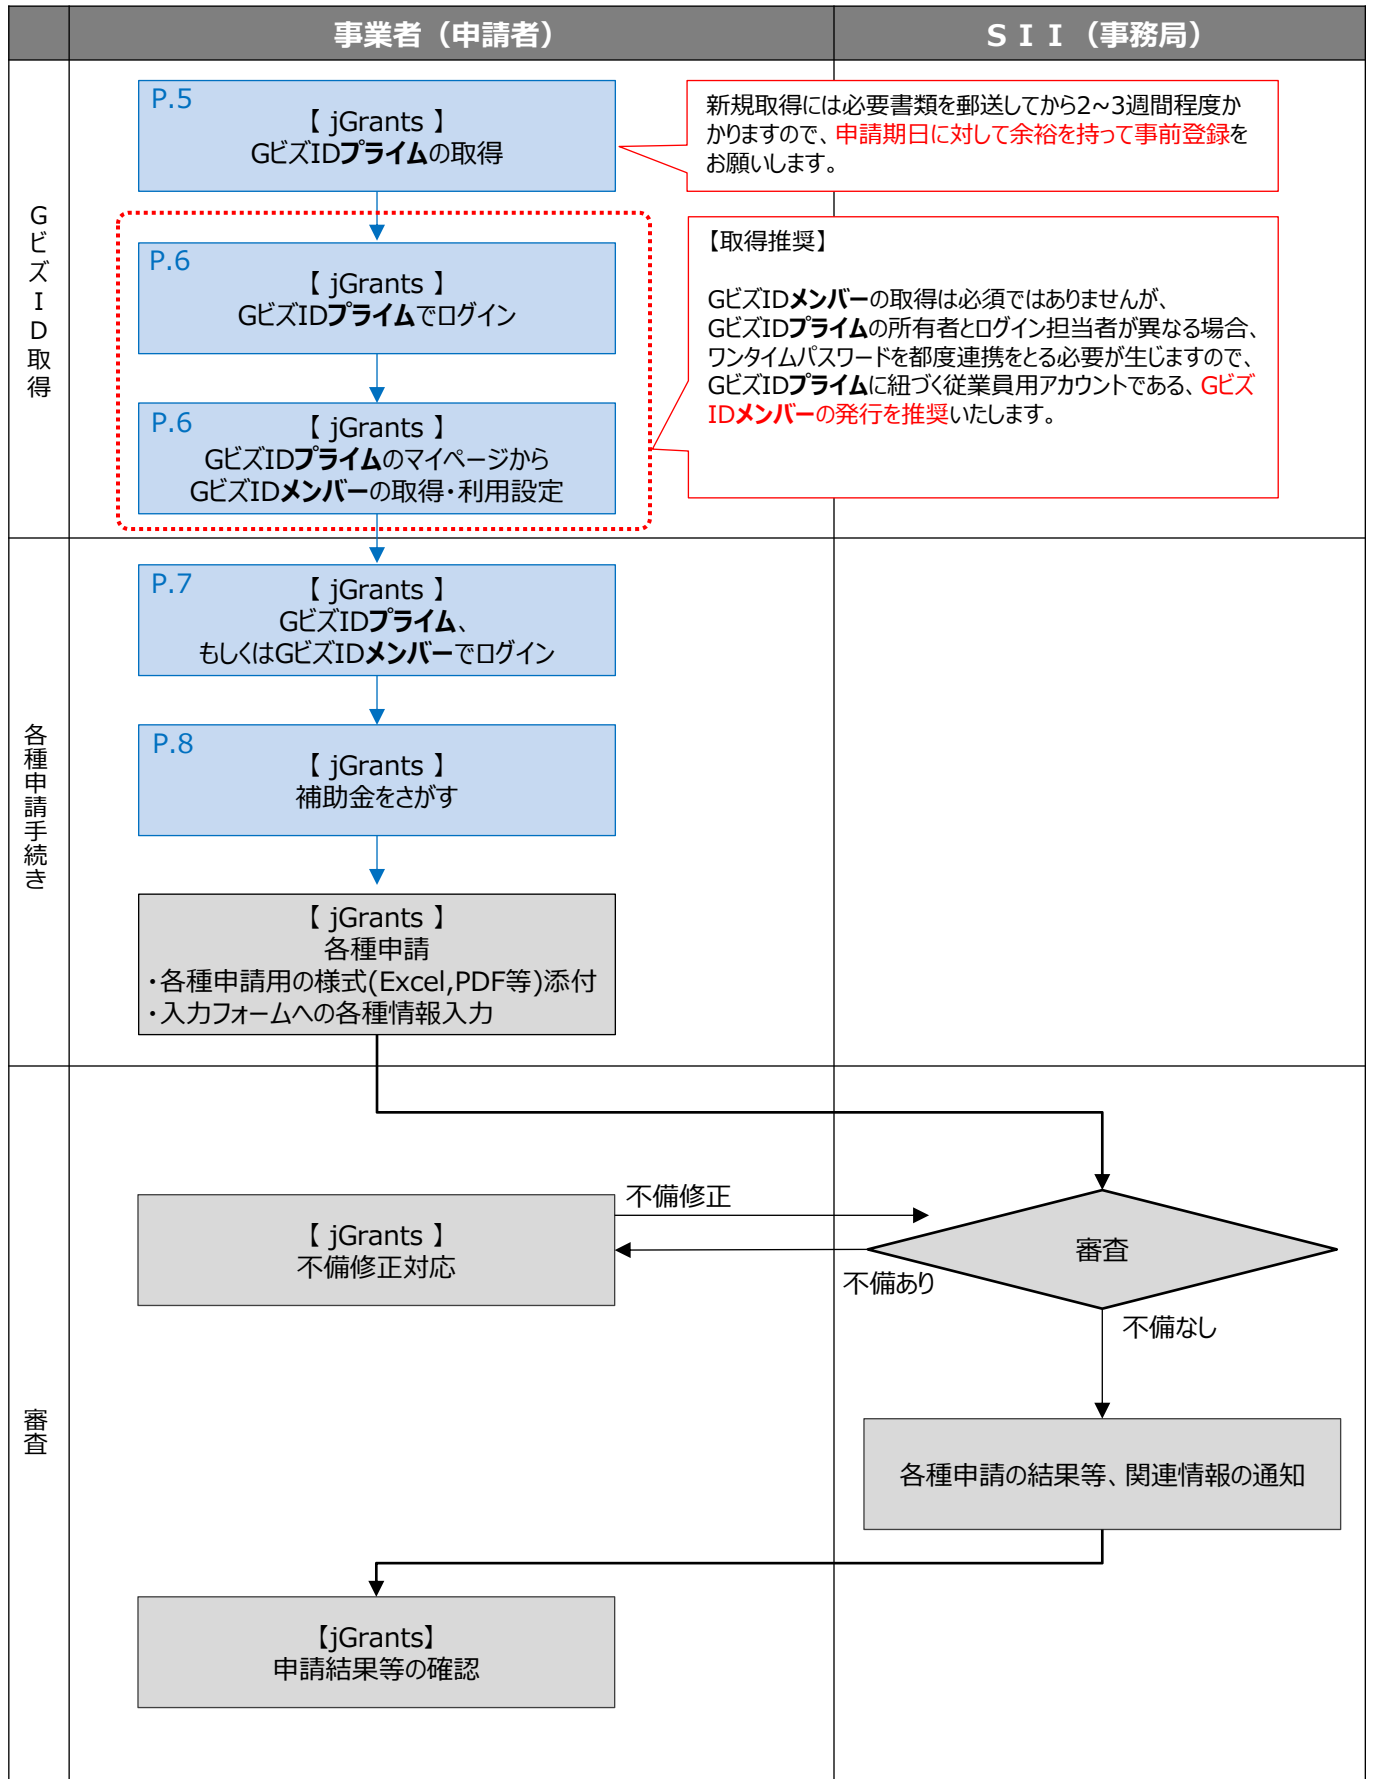 事業者（申請者）
ＳＩＩ（事務局）
GビズID取得
P.5
【 jGrants 】
GビズIDプライムの取得
新規取得には必要書類を郵送してから2~3週間程度か
かりますので、申請期日に対して余裕を持って事前登録を
お願いします。
P.6
【 jGrants 】
GビズIDプライムでログイン
【取得推奨】
GビズIDメンバーの取得は必須ではありませんが、
GビズIDプライムの所有者とログイン担当者が異なる場合、
ワンタイムパスワードを都度連携をとる必要が生じますので、
GビズIDプライムに紐づく従業員用アカウントである、Gビズ
IDメンバーの発行を推奨いたします。
P.6
【 jGrants 】
GビズIDプライムのマイページから
GビズIDメンバーの取得・利用設定
各種申請手続き
P.7
【 jGrants 】
GビズIDプライム、
もしくはGビズIDメンバーでログイン
P.8
【 jGrants 】
補助金をさがす
【 jGrants 】
各種申請
・各種申請用の様式(Excel,PDF等)添付
・入力フォームへの各種情報入力
審査
不備修正
【 jGrants 】
不備修正対応
審査
不備あり
不備なし
各種申請の結果等、関連情報の通知
【jGrants】
申請結果等の確認